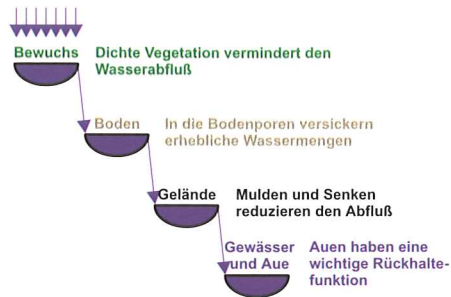 Bewuchs Dichte Vegetation vermindert den
Wasserabfluß
Boden In die Bodenporen versickern
erhebliche Wassermengen
Gelände Mulden und Senken
reduzieren den Abfluß
Gewässer Auen haben eine
und Aue wichtige Rückhalte-
funktion